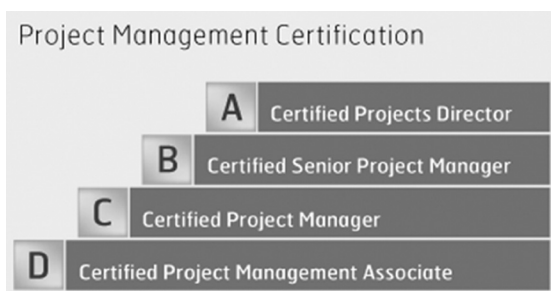 Project Management Certification
A Certified Projects Director
B Certified Senior Project Manager
C Certified Project Manager
D Certified Project Management Associate